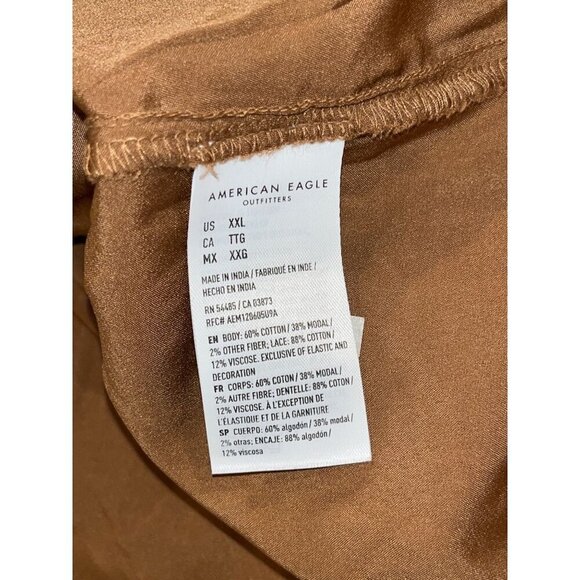 AMERICAN EAGLE
OUTFITTERS
US XXL
CA TTG
MX XXG
MADE IN INDIA / FABRIQUÉ EN INDE /
HECHO EN INDIA
RN 54485 / CA 03873
RFC# AEM120605U9A
EN BODY: 60% COTTON / 38% MODAL /
2% OTHER FIBER; LACE: 88% COTTON /
12% VISCOSE. EXCLUSIVE OF ELASTIC AND
DECORATION
FR CORPS: 60% COTON / 38% MODAL /
2% AUTRE FIBRE; DENTELLE: 88% COTON /
12% VISCOSE. À L'EXCEPTION DE
L'ÉLASTIQUE ET DE LA GARNITURE
SP CUERPO: 60% algodón / 38% modal /
2% otras; ENCAJE: 88% algodón /
12% viscosa